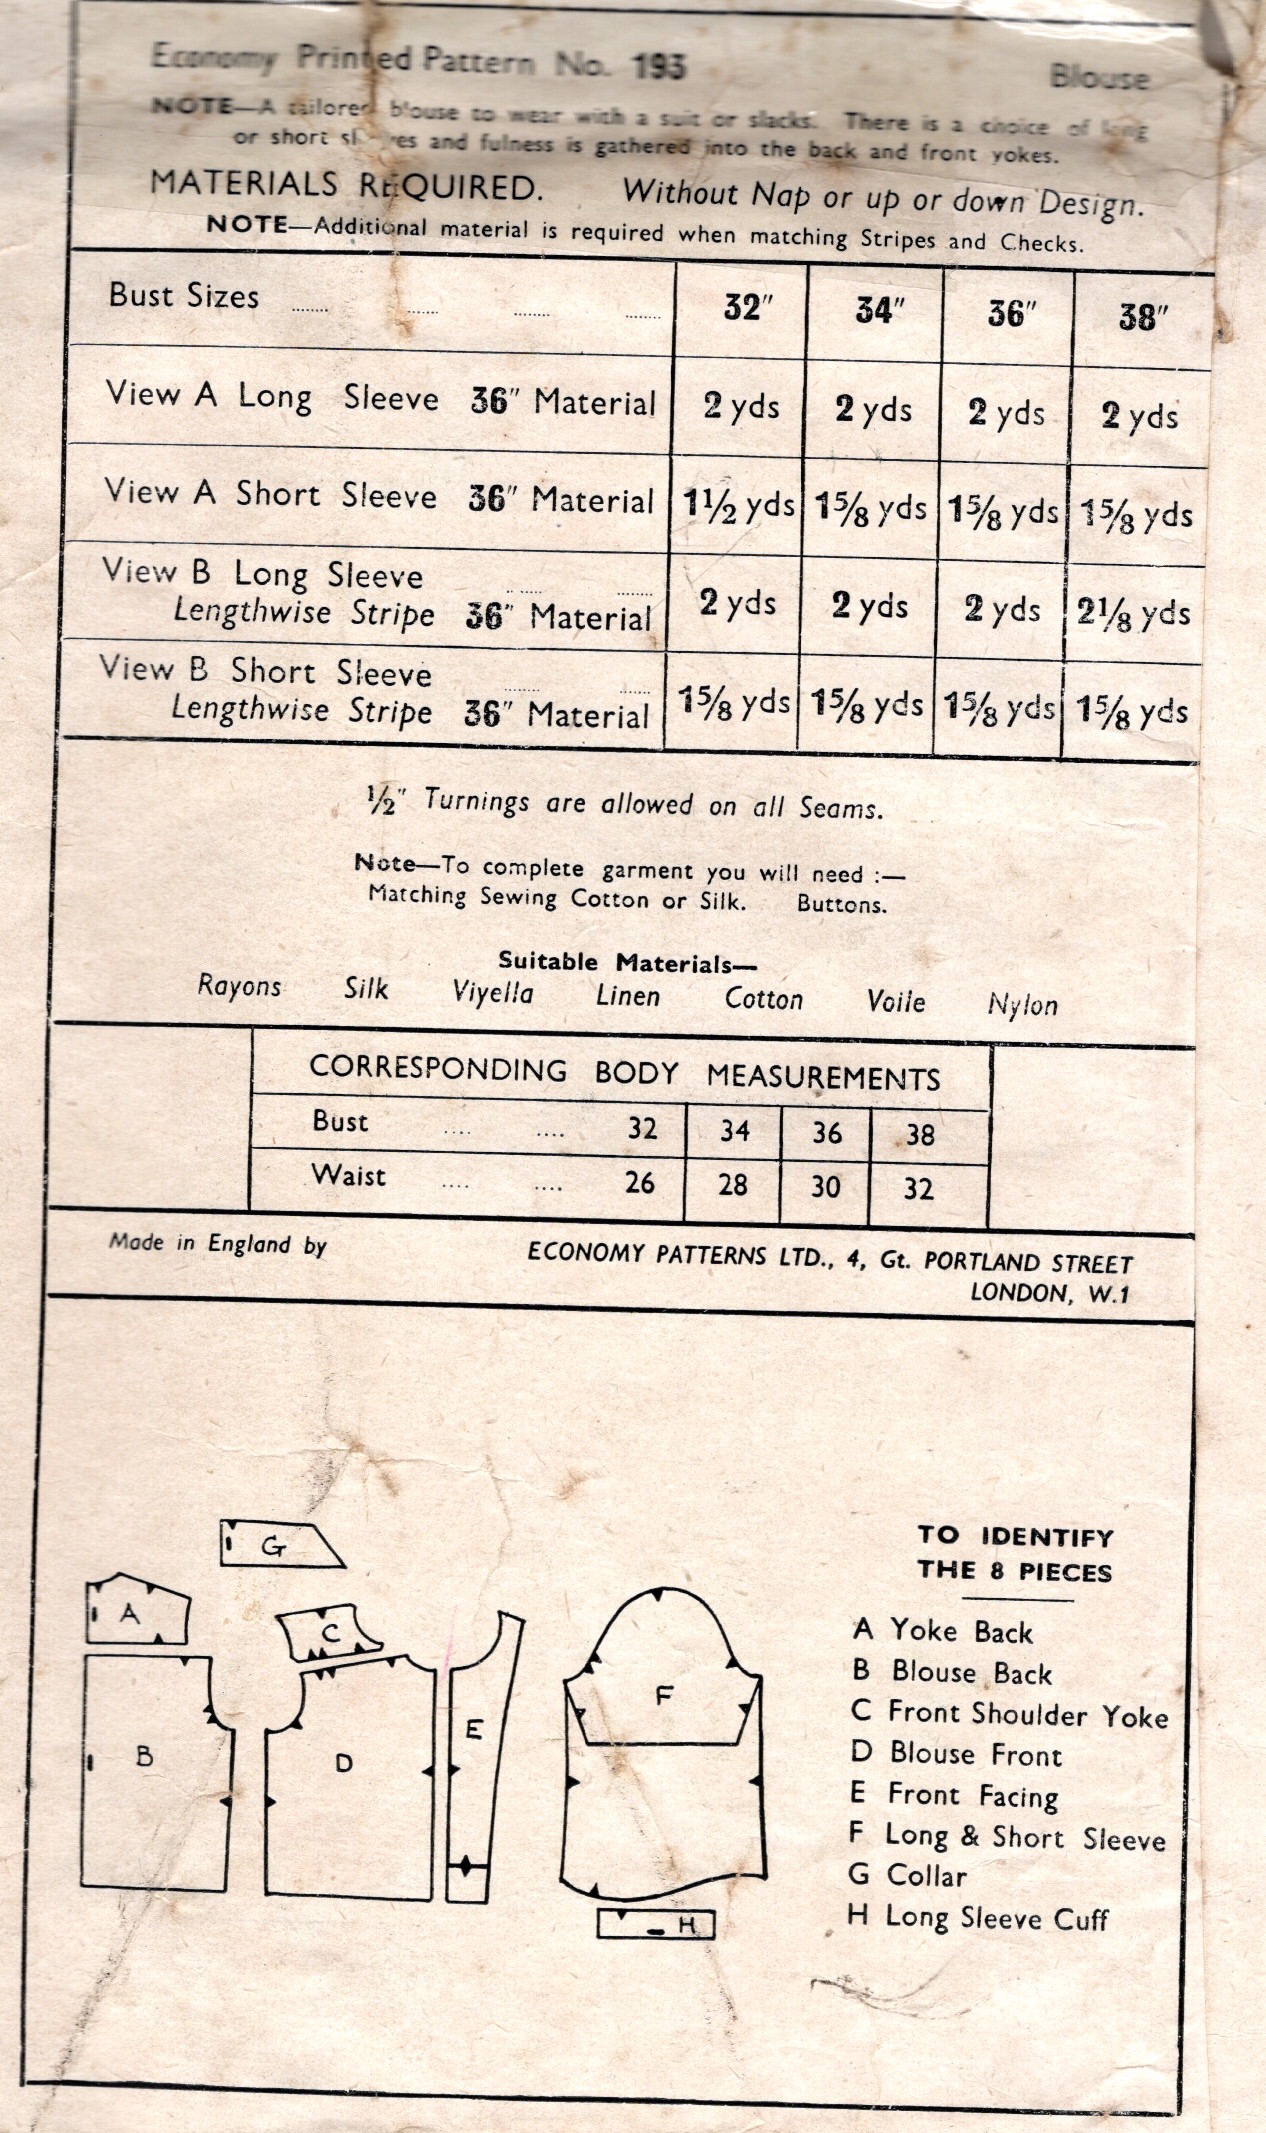 Economy Printed Pattern No. 193 Blouse
NOTE—A tailored blouse to wear with a suit or slacks. There is a choice of long
or short sleeves and fulness is gathered into the back and front yokes.
MATERIALS REQUIRED. Without Nap or up or down Design.
NOTE—Additional material is required when matching Stripes and Checks.
Bust Sizes ...... ...... ...... ...... 32″ 34″ 36″ 38″
View A Long Sleeve 36″ Material 2 yds 2 yds 2 yds 2 yds
View A Short Sleeve 36″ Material 1½ yds 1⅝ yds 1⅝ yds 1⅝ yds
View B Long Sleeve ...... ......
Lengthwise Stripe 36″ Material 2 yds 2 yds 2 yds 2⅛ yds
View B Short Sleeve ...... ......
Lengthwise Stripe 36″ Material 1⅝ yds 1⅝ yds 1⅝ yds 1⅝ yds
½″ Turnings are allowed on all Seams.
Note—To complete garment you will need :—
Matching Sewing Cotton or Silk. Buttons.
Suitable Materials—
Rayons Silk Viyella Linen Cotton Voile Nylon
CORRESPONDING BODY MEASUREMENTS
Bust .... .... 32 34 36 38
Waist .... .... 26 28 30 32
Made in England by ECONOMY PATTERNS LTD., 4, Gt. PORTLAND STREET
LONDON, W.1
G
A
C
B
D
E
F
H
TO IDENTIFY
THE 8 PIECES
A Yoke Back
B Blouse Back
C Front Shoulder Yoke
D Blouse Front
E Front Facing
F Long & Short Sleeve
G Collar
H Long Sleeve Cuff